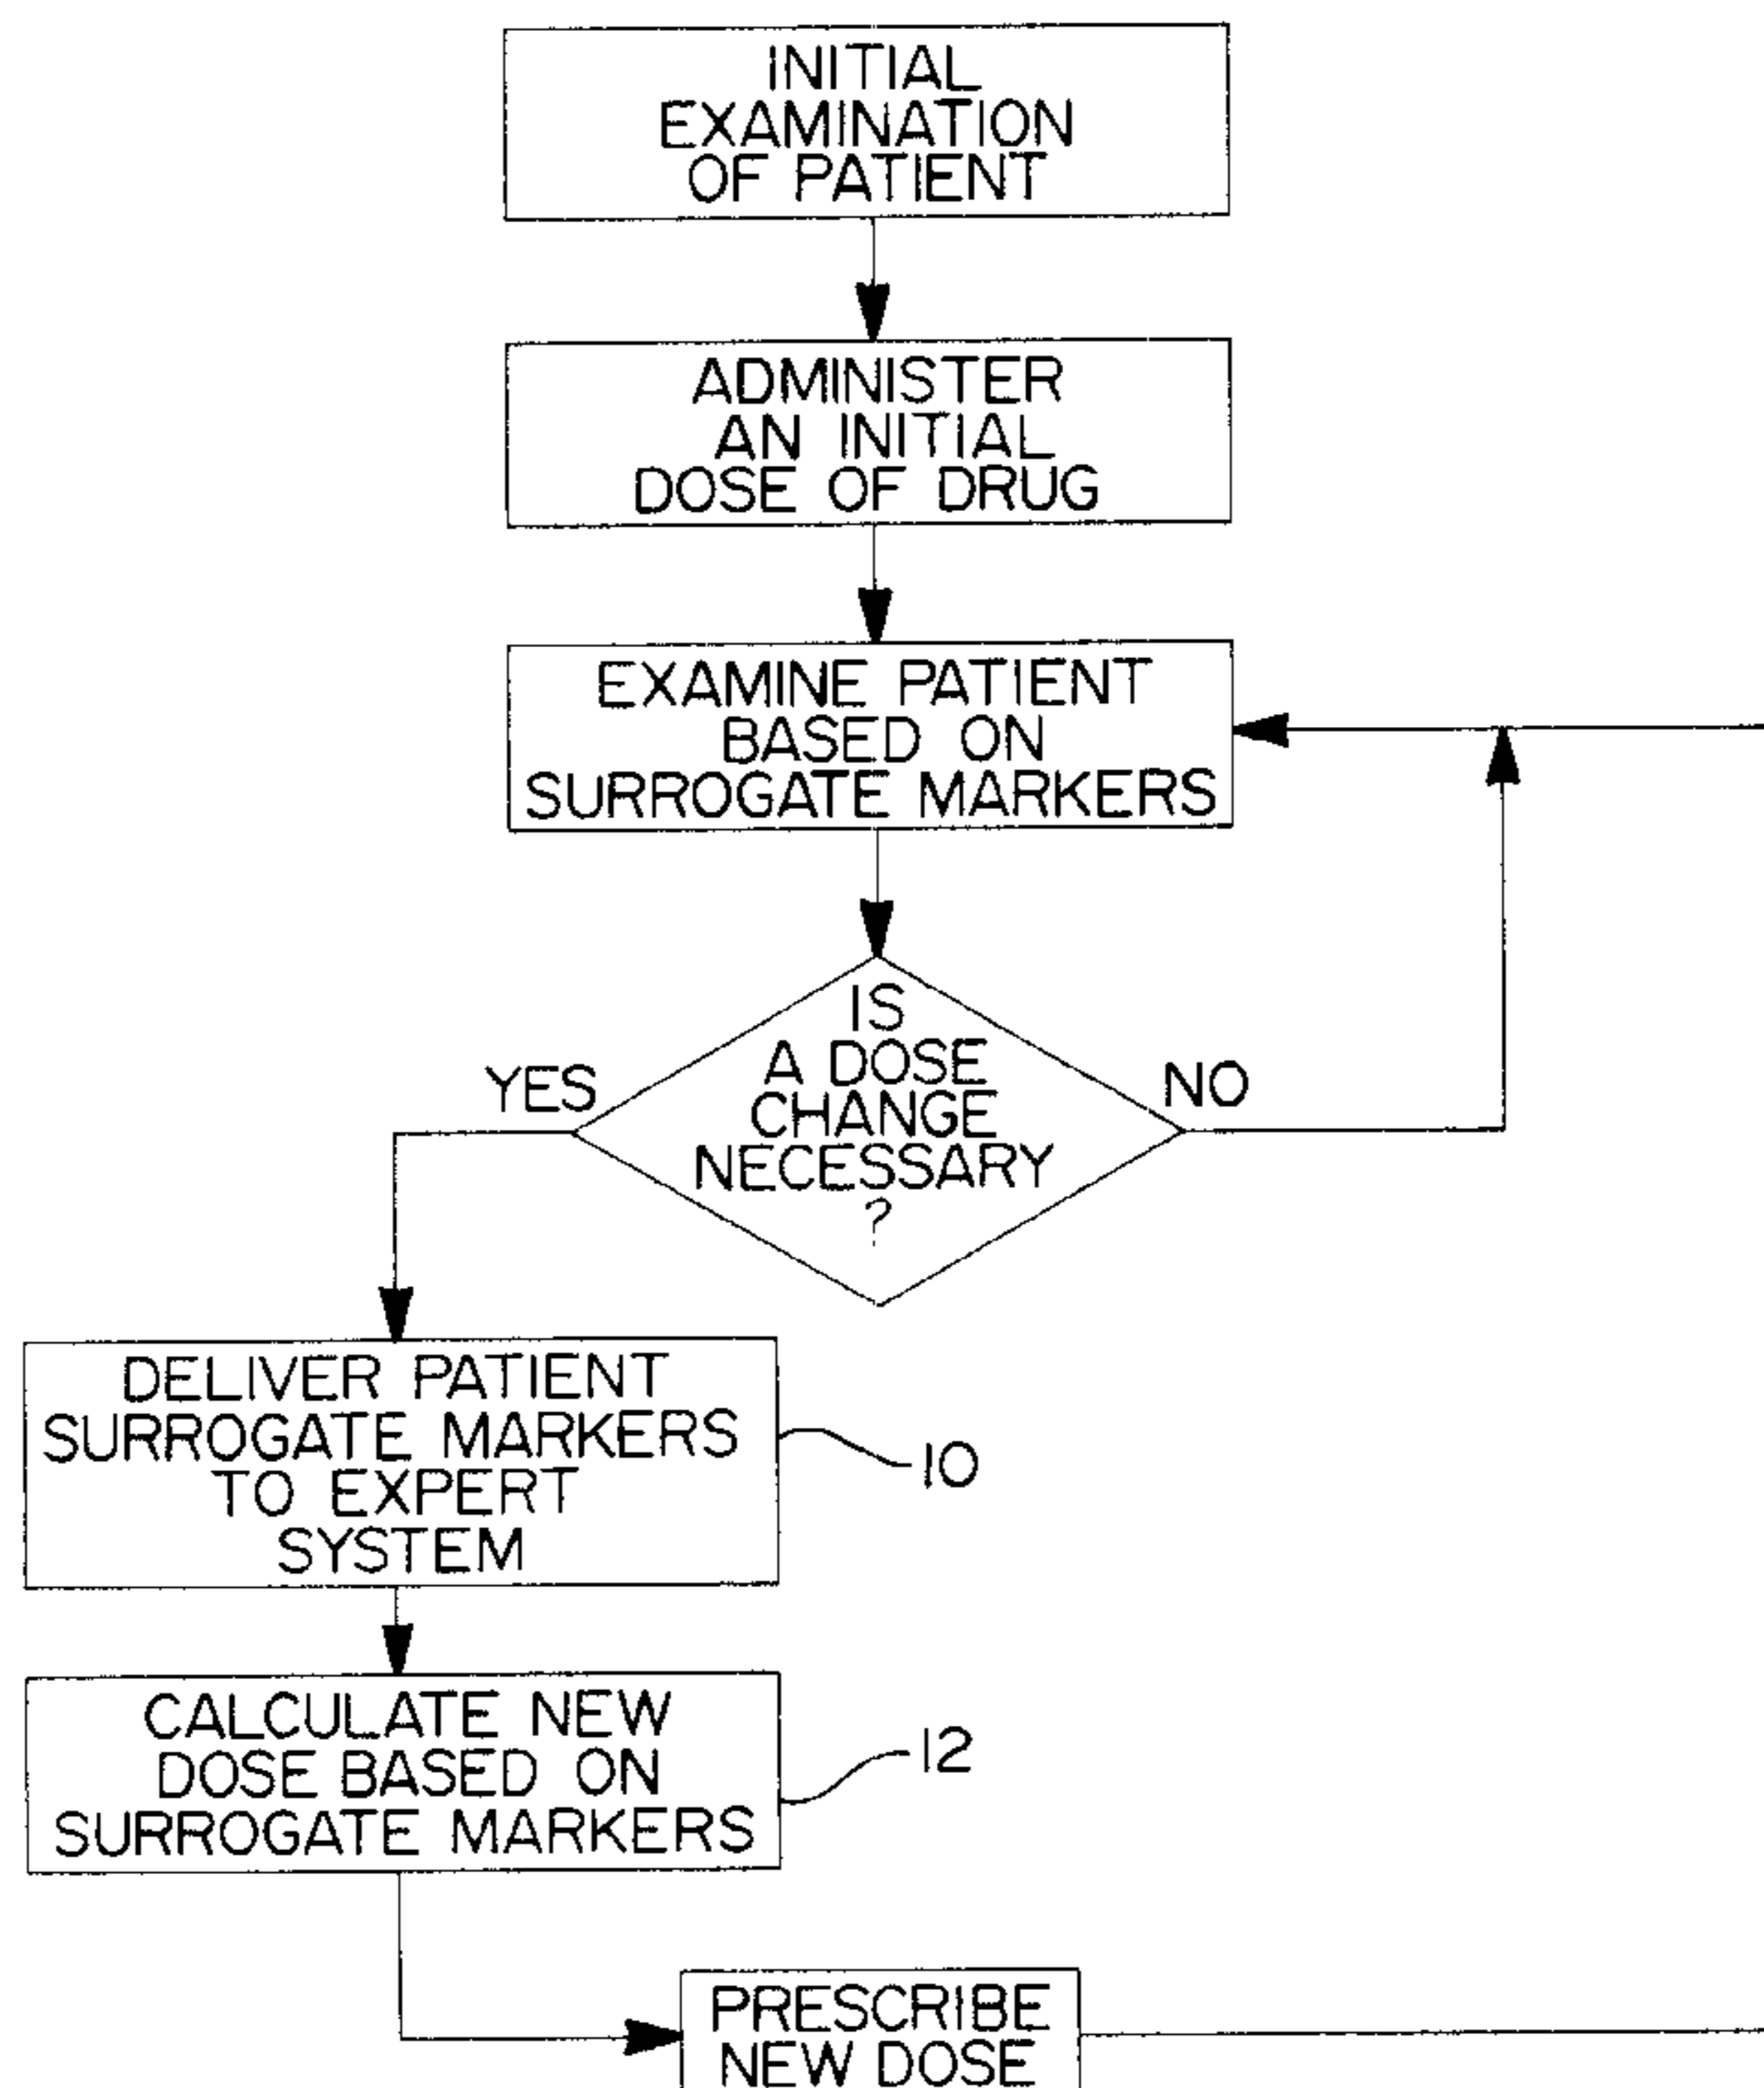 INITIAL
EXAMINATION
OF PATIENT
ADMINISTER
AN INITIAL
DOSE OF DRUG
EXAMINE PATIENT
BASED ON
SURROGATE MARKERS
IS
A DOSE
CHANGE
NECESSARY
?
YES
NO
DELIVER PATIENT
SURROGATE MARKERS
TO EXPERT
SYSTEM
10
CALCULATE NEW
DOSE BASED ON
SURROGATE MARKERS
12
PRESCRIBE
NEW DOSE